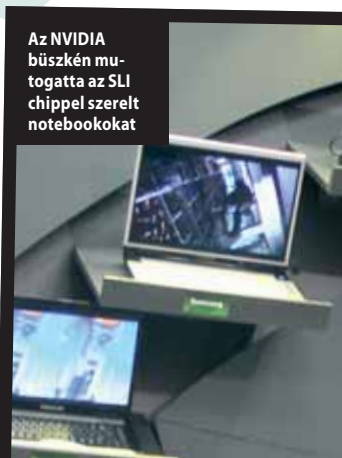 Az NVIDIA
büszkén mu-
togatta az SLI
chippel szerelt
notebookokat